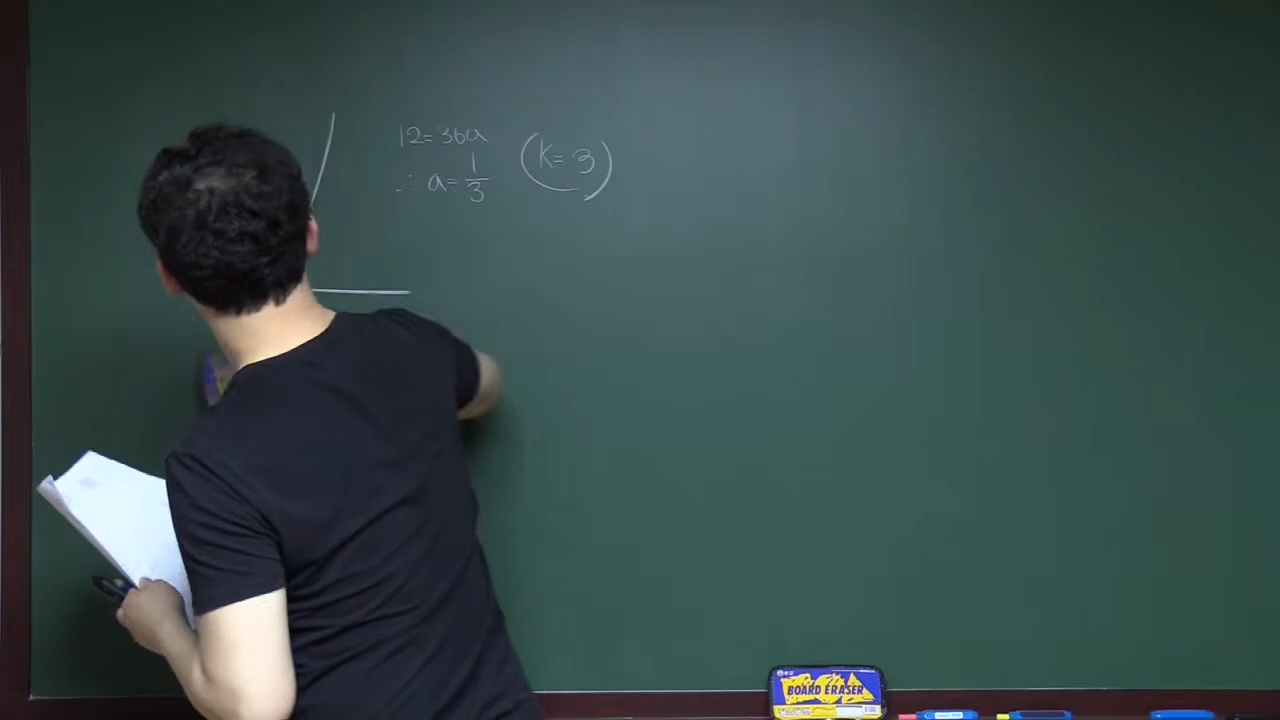 12=36a
∴ a=1/3
(k=3)
BOARD ERASER